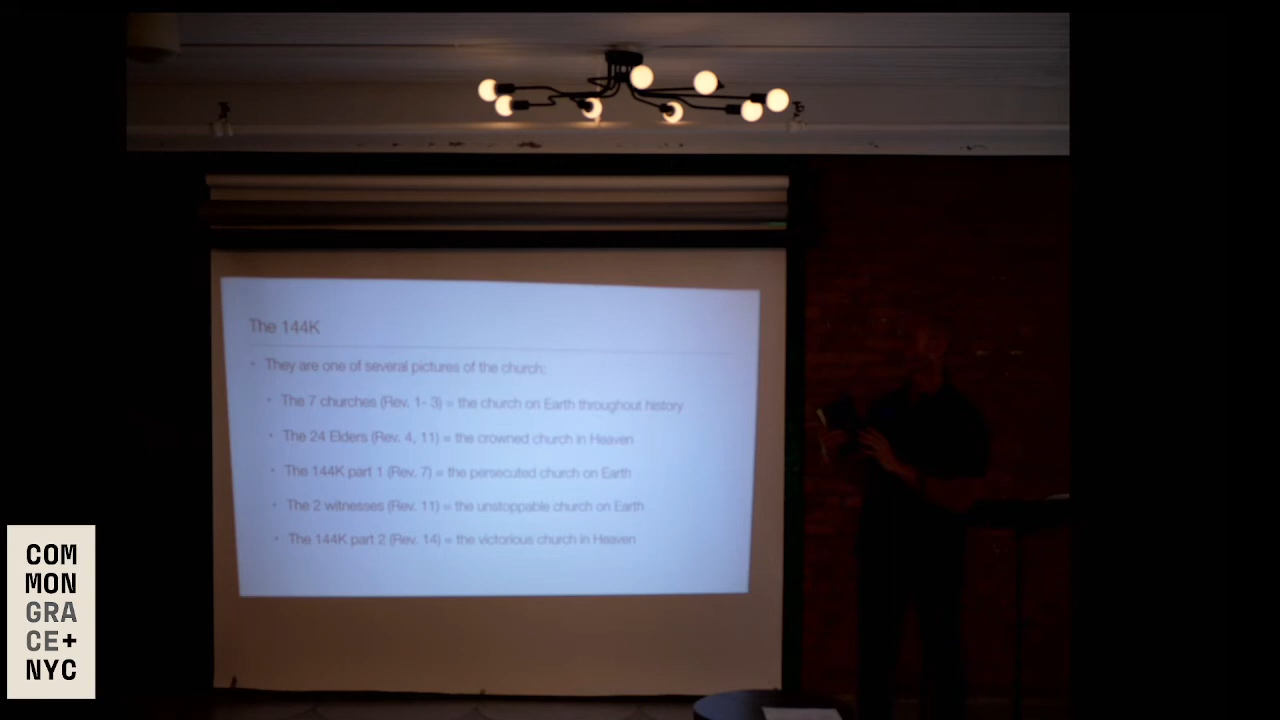 The 144K
• They are one of several pictures of the church:
• The 7 churches (Rev. 1- 3) = the church on Earth throughout history
• The 24 Elders (Rev. 4, 11) = the crowned church in Heaven
• The 144K part 1 (Rev. 7) = the persecuted church on Earth
• The 2 witnesses (Rev. 11) = the unstoppable church on Earth
• The 144K part 2 (Rev. 14) = the victorious church in Heaven
COM
MON
GRA
CE+
NYC